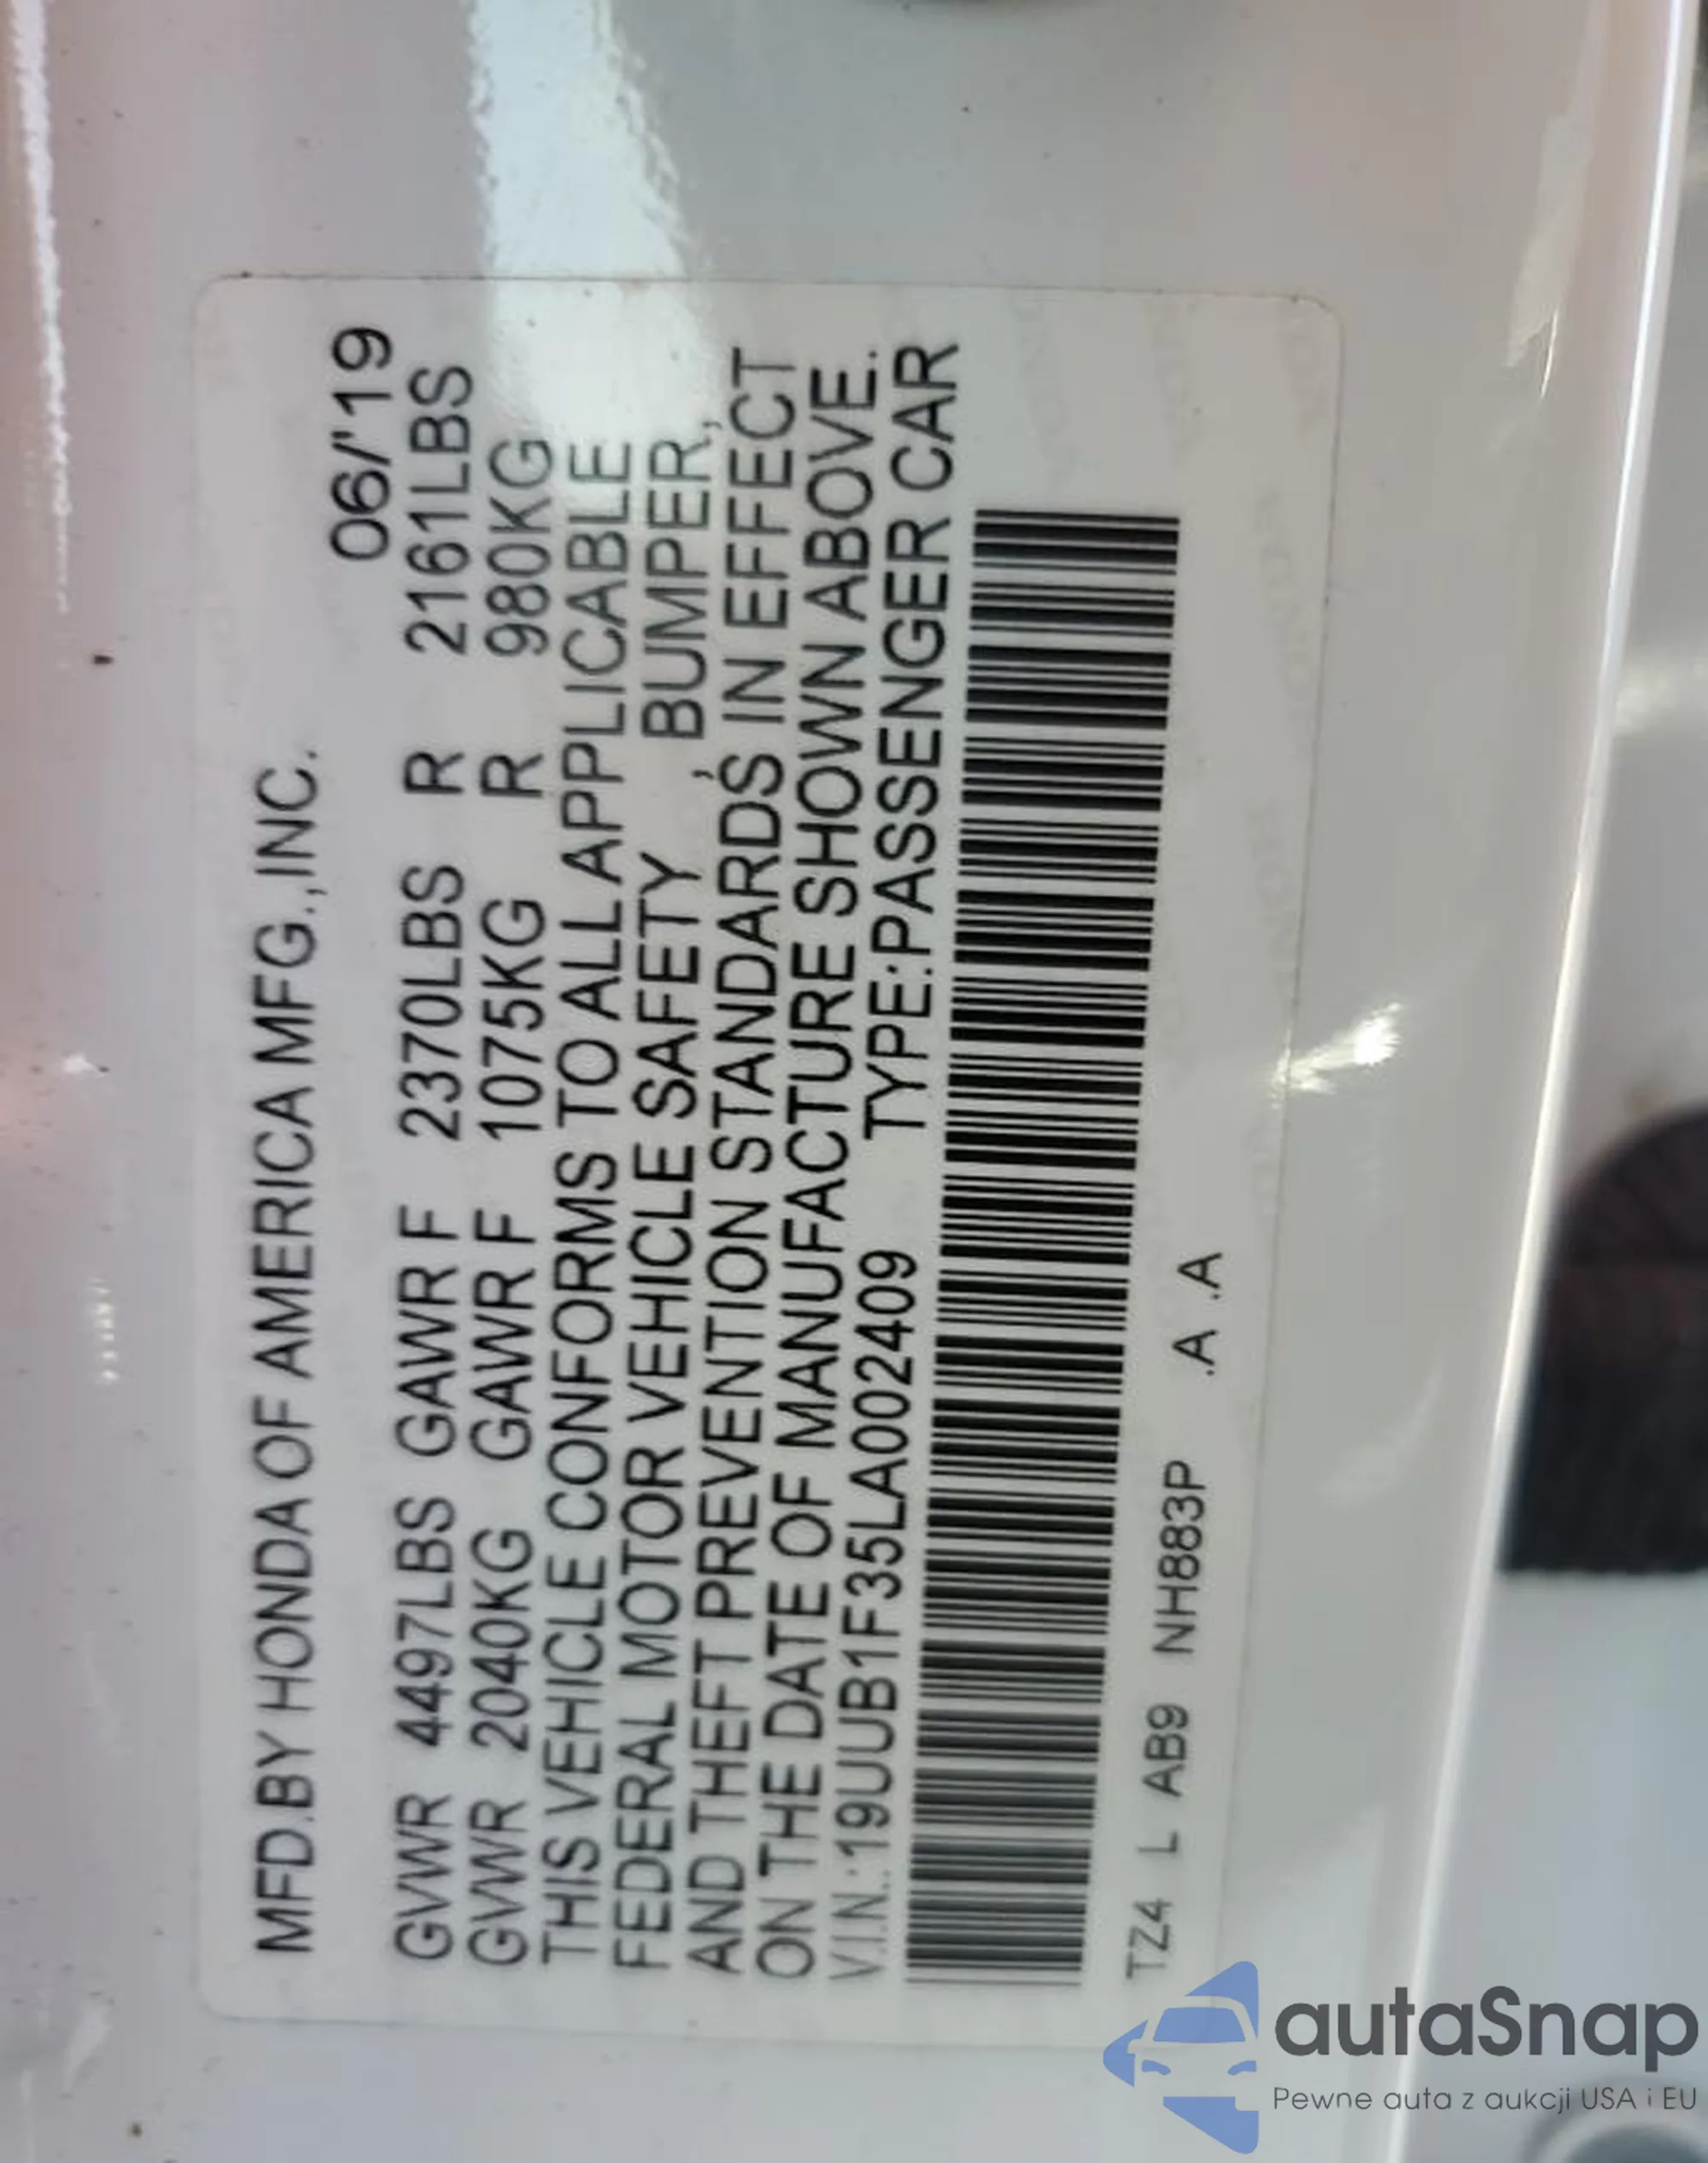 MFD.BY HONDA OF AMERICA MFG.,INC.
06/'19
GVWR 4497LBS GAWR F 2370LBS R 2161LBS
GVWR 2040KG GAWR F 1075KG R 980KG
THIS VEHICLE CONFORMS TO ALL APPLICABLE
FEDERAL MOTOR VEHICLE SAFETY , BUMPER,
AND THEFT PREVENTION STANDARDS IN EFFECT
ON THE DATE OF MANUFACTURE SHOWN ABOVE.
V.I.N.:19UUB1F35LA002409 TYPE:PASSENGER CAR
TZ4 L AB9 NH883P .A .A
autaSnap
Pewne auta z aukcji USA i EU